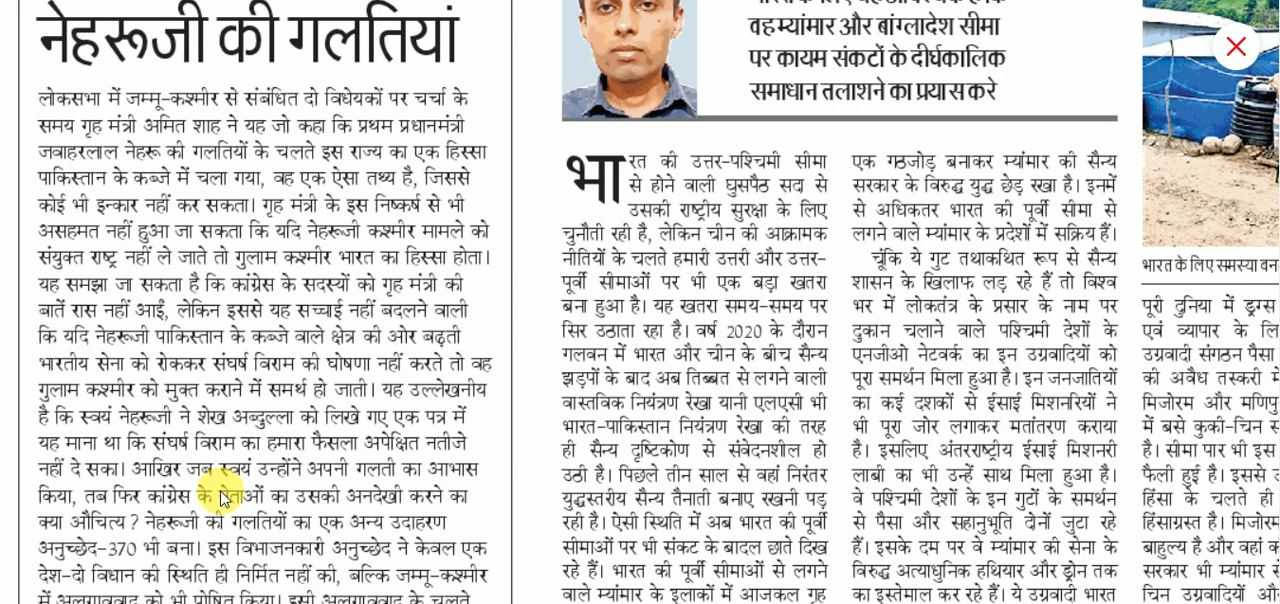 नेहरूजी की गलतियां
लोकसभा में जम्मू-कश्मीर से संबंधित दो विधेयकों पर चर्चा के
समय गृह मंत्री अमित शाह ने यह जो कहा कि प्रथम प्रधानमंत्री
जवाहरलाल नेहरू की गलतियों के चलते इस राज्य का एक हिस्सा
पाकिस्तान के कब्जे में चला गया, वह एक ऐसा तथ्य है, जिससे
कोई भी इन्कार नहीं कर सकता। गृह मंत्री के इस निष्कर्ष से भी
असहमत नहीं हुआ जा सकता कि यदि नेहरूजी कश्मीर मामले को
संयुक्त राष्ट्र नहीं ले जाते तो गुलाम कश्मीर भारत का हिस्सा होता।
यह समझा जा सकता है कि कांग्रेस के सदस्यों को गृह मंत्री की
बातें रास नहीं आईं, लेकिन इससे यह सच्चाई नहीं बदलने वाली
कि यदि नेहरूजी पाकिस्तान के कब्जे वाले क्षेत्र की ओर बढ़ती
भारतीय सेना को रोककर संघर्ष विराम की घोषणा नहीं करते तो वह
गुलाम कश्मीर को मुक्त कराने में समर्थ हो जाती। यह उल्लेखनीय
है कि स्वयं नेहरूजी ने शेख अब्दुल्ला को लिखे गए एक पत्र में
यह माना था कि संघर्ष विराम का हमारा फैसला अपेक्षित नतीजे
नहीं दे सका। आखिर जब स्वयं उन्होंने अपनी गलती का आभास
किया, तब फिर कांग्रेस के नेताओं का उसकी अनदेखी करने का
क्या औचित्य ? नेहरूजी की गलतियों का एक अन्य उदाहरण
अनुच्छेद-370 भी बना। इस विभाजनकारी अनुच्छेद ने केवल एक
देश-दो विधान की स्थिति ही निर्मित नहीं की, बल्कि जम्मू-कश्मीर
में अलगाववाद को भी पोषित किया। इसी अलगाववाद के चलते
वह म्यांमार और बांग्लादेश सीमा
पर कायम संकटों के दीर्घकालिक
समाधान तलाशने का प्रयास करे
भारत की उत्तर-पश्चिमी सीमा
से होने वाली घुसपैठ सदा से
उसकी राष्ट्रीय सुरक्षा के लिए
चुनौती रही है, लेकिन चीन की आक्रामक
नीतियों के चलते हमारी उत्तरी और उत्तर-
पूर्वी सीमाओं पर भी एक बड़ा खतरा
बना हुआ है। यह खतरा समय-समय पर
सिर उठाता रहा है। वर्ष 2020 के दौरान
गलवन में भारत और चीन के बीच सैन्य
झड़पों के बाद अब तिब्बत से लगने वाली
वास्तविक नियंत्रण रेखा यानी एलएसी भी
भारत-पाकिस्तान नियंत्रण रेखा की तरह
ही सैन्य दृष्टिकोण से संवेदनशील हो
उठी है। पिछले तीन साल से वहां निरंतर
युद्धस्तरीय सैन्य तैनाती बनाए रखनी पड़
रही है। ऐसी स्थिति में अब भारत की पूर्वी
सीमाओं पर भी संकट के बादल छाते दिख
रहे हैं। भारत की पूर्वी सीमाओं से लगने
वाले म्यांमार के इलाकों में आजकल गृह
एक गठजोड़ बनाकर म्यांमार की सैन्य
सरकार के विरुद्ध युद्ध छेड़ रखा है। इनमें
से अधिकतर भारत की पूर्वी सीमा से
लगने वाले म्यांमार के प्रदेशों में सक्रिय हैं।
चूंकि ये गुट तथाकथित रूप से सैन्य
शासन के खिलाफ लड़ रहे हैं तो विश्व
भर में लोकतंत्र के प्रसार के नाम पर
दुकान चलाने वाले पश्चिमी देशों के
एनजीओ नेटवर्क का इन उग्रवादियों को
पूरा समर्थन मिला हुआ है। इन जनजातियों
का कई दशकों से ईसाई मिशनरियों ने
भी पूरा जोर लगाकर मतांतरण कराया
है। इसलिए अंतरराष्ट्रीय ईसाई मिशनरी
लाबी का भी उन्हें साथ मिला हुआ है।
वे पश्चिमी देशों के इन गुटों के समर्थन
से पैसा और सहानुभूति दोनों जुटा रहे
हैं। इसके दम पर वे म्यांमार की सेना के
विरुद्ध अत्याधुनिक हथियार और ड्रोन तक
का इस्तेमाल कर रहे हैं। ये उग्रवादी भारत
भारत के लिए समस्या
पूरी दुनिया में ड्रग्स
एवं व्यापार के
उग्रवादी संगठन पैसा
की अवैध तस्करी
मिजोरम और
में बसे कुकी-चिन
है। सीमा पार भी इस
फैली हुई है। इससे
हिंसा के चलते ही
हिंसाग्रस्त है।
बाहुल्य है और वहां
सरकार भी म्यांमार
चिन उग्रवादियों